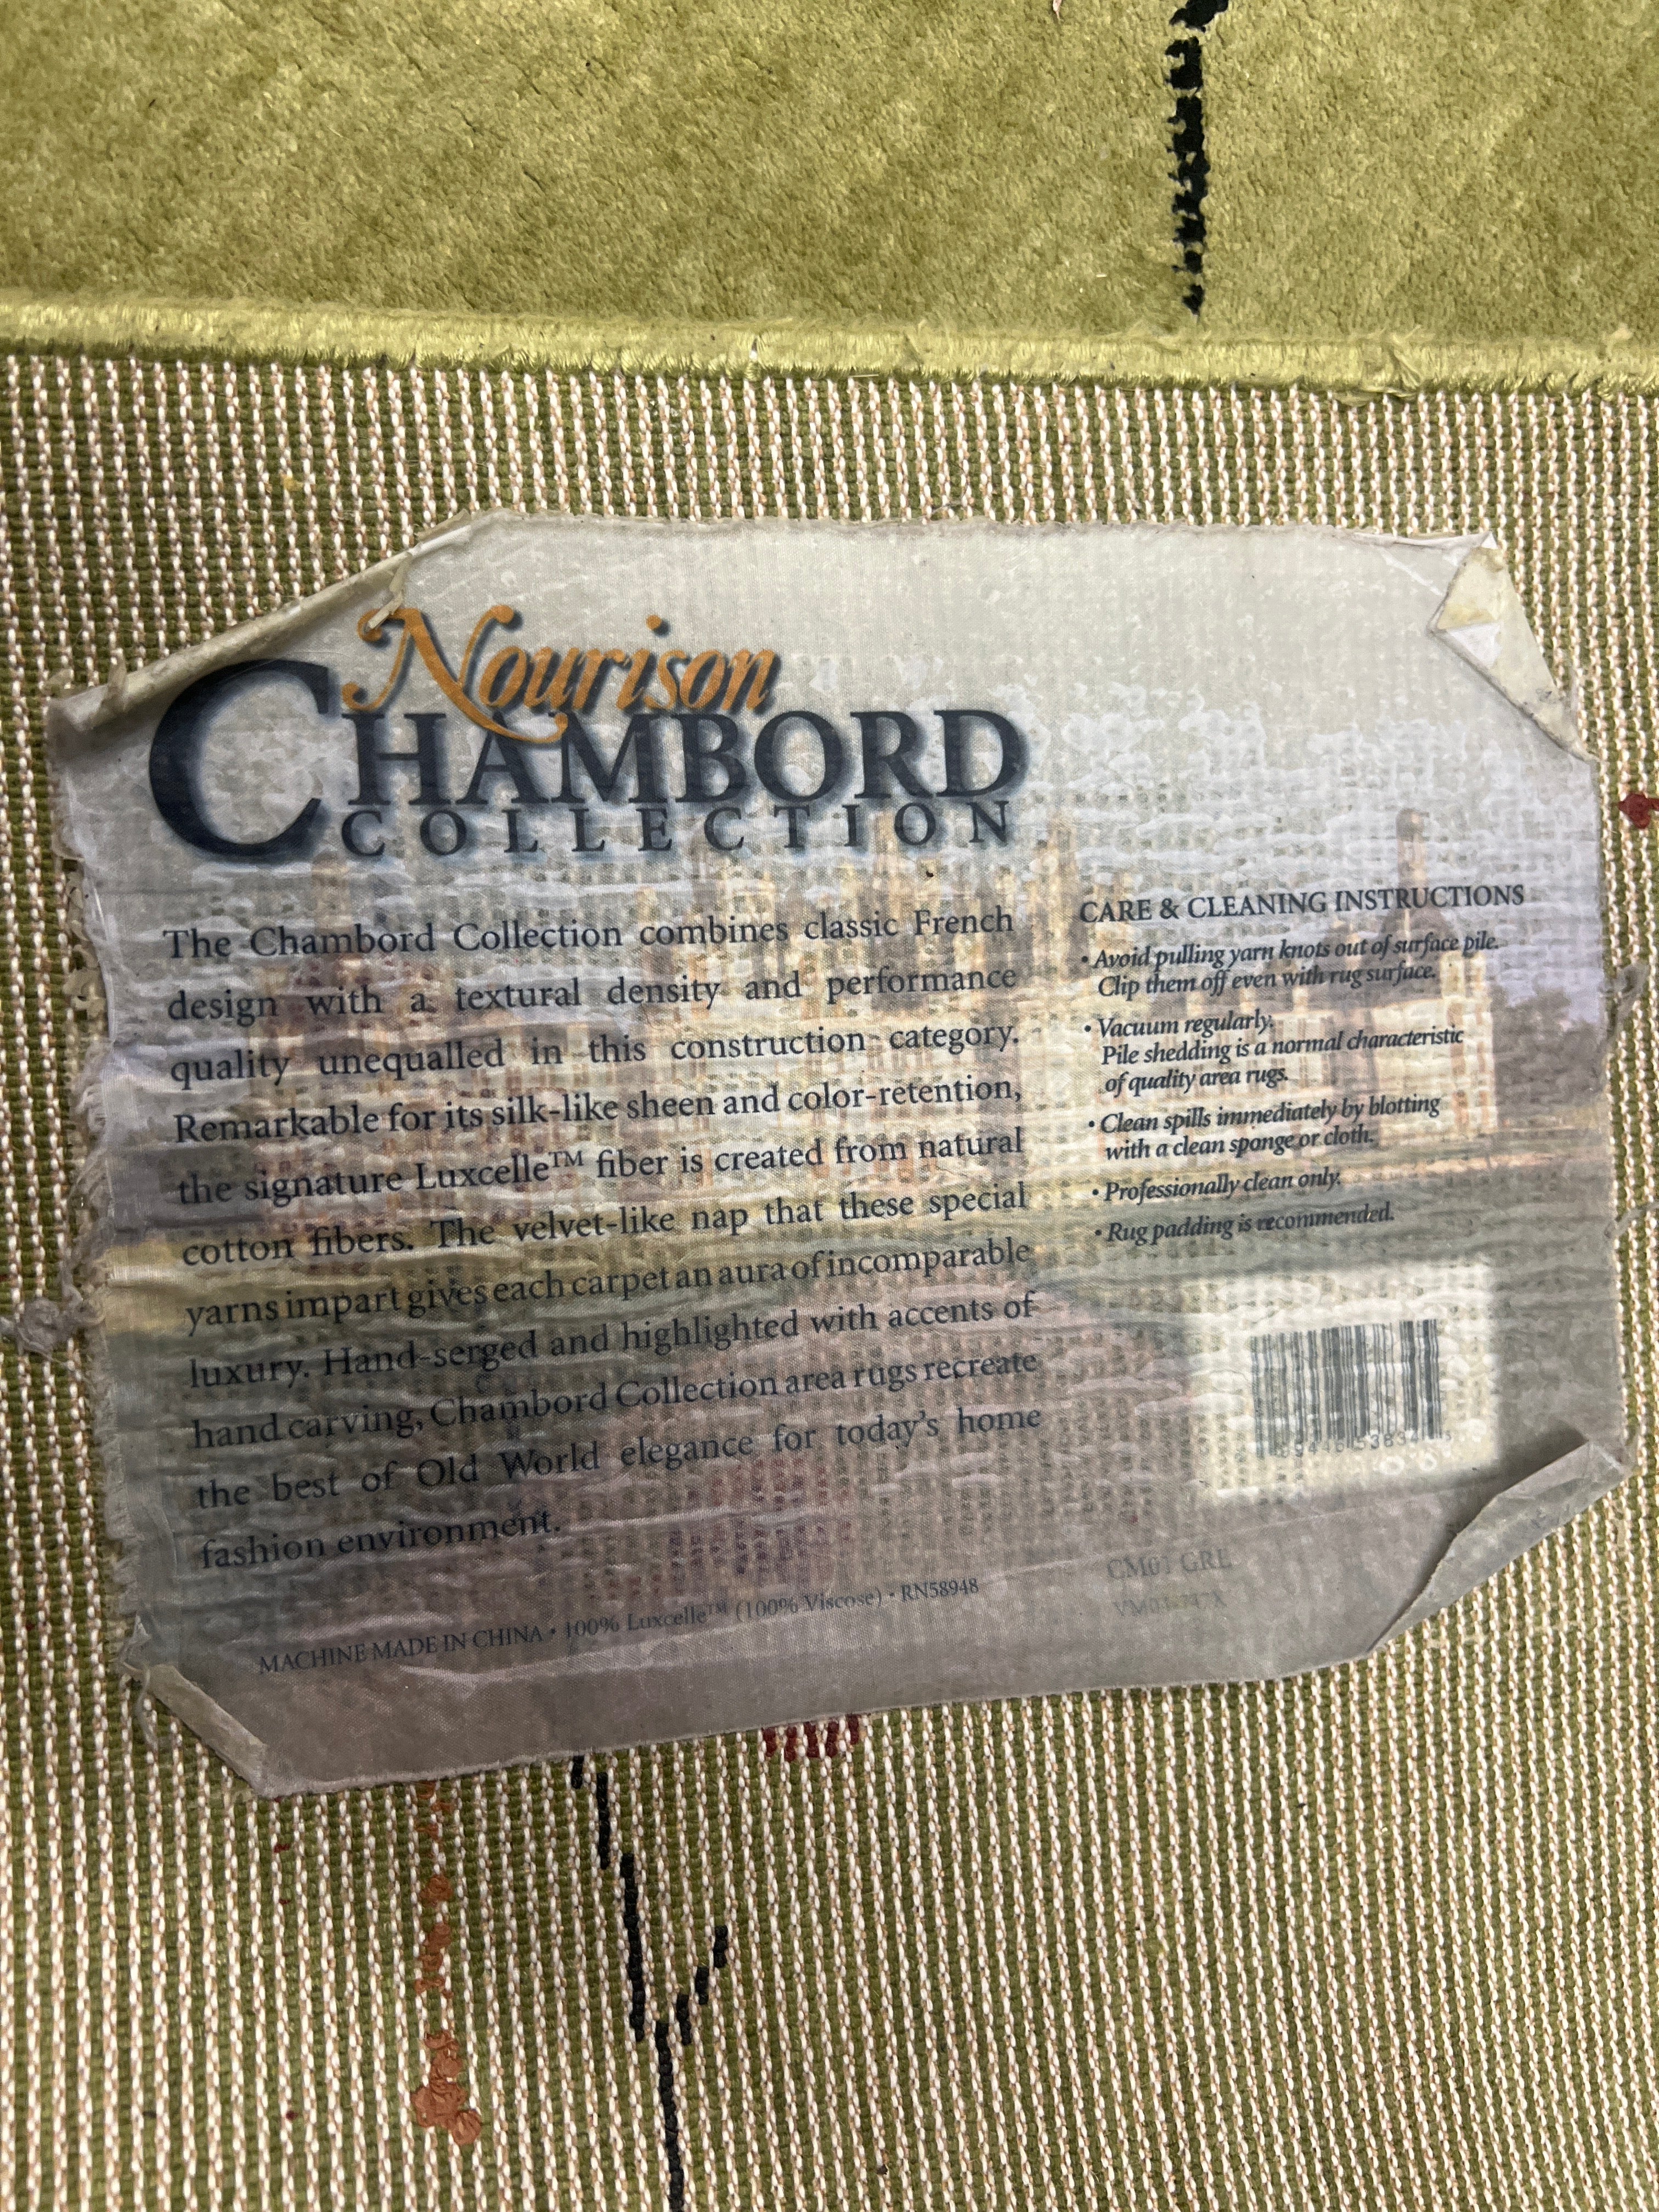 Nourison
CHAMBORD
COLLECTION
The Chambord Collection combines classic French
design with a textural density and performance
quality unequalled in this construction category.
Remarkable for its silk-like sheen and color-retention,
the signature Luxcelle™ fiber is created from natural
cotton fibers. The velvet-like nap that these special
yarns impart gives each carpet an aura of incomparable
luxury. Hand-serged and highlighted with accents of
hand carving, Chambord Collection area rugs recreate
the best of Old World elegance for today's home
fashion environment.
MACHINE MADE IN CHINA • 100% Luxcelle™ (100% Viscose) • RN58948
CARE & CLEANING INSTRUCTIONS
• Avoid pulling yarn knots out of surface pile.
Clip them off even with rug surface.
• Vacuum regularly.
Pile shedding is a normal characteristic
of quality area rugs.
• Clean spills immediately by blotting
with a clean sponge or cloth.
• Professionally clean only.
• Rug padding is recommended.
CM01 GRE